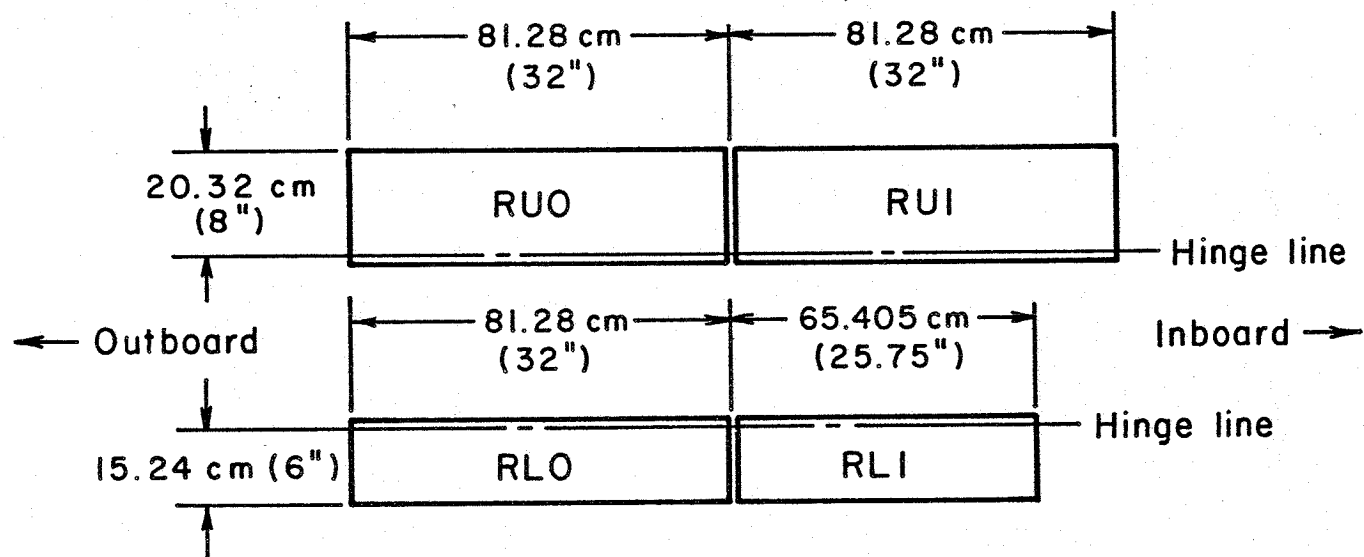 81.28 cm
(32")
81.28 cm
(32")
20.32 cm
(8")
RUO
RUI
Hinge line
81.28 cm
(32")
65.405 cm
(25.75")
Outboard
Inboard
Hinge line
15.24 cm (6")
RLO
RLI